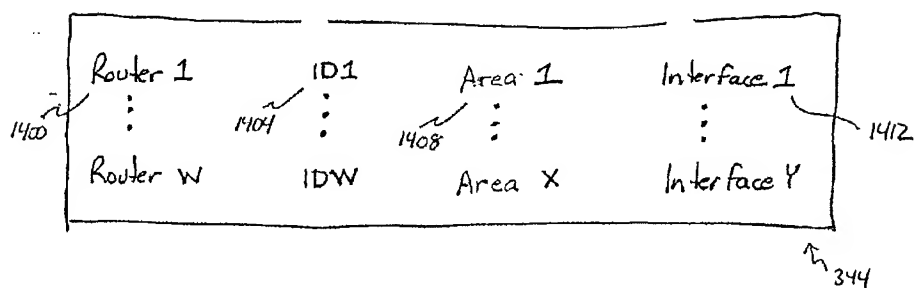 Router 1 ID1 Area 1 Interface 1
1400 1404 1408 1412
Router W IDW Area X Interface Y
344